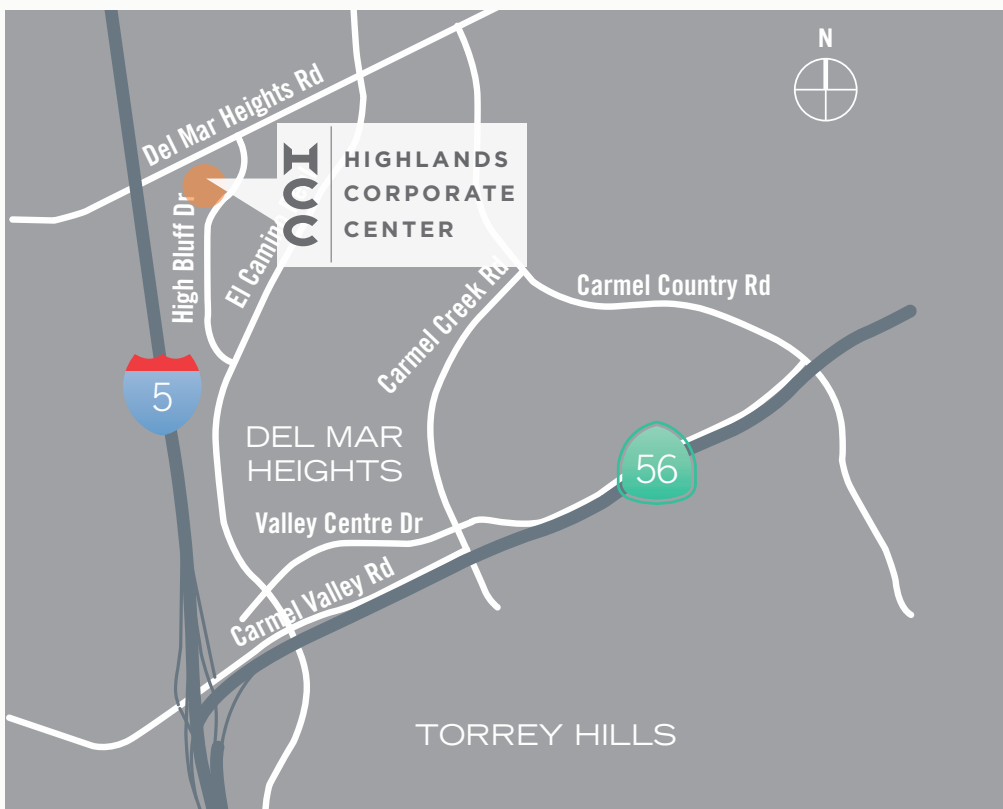 N
Del Mar Heights Rd
HCC
HIGHLANDS
CORPORATE
CENTER
High Bluff Dr
El Camino
Carmel Creek Rd
Carmel Country Rd
5
DEL MAR
HEIGHTS
56
Valley Centre Dr
Carmel Valley Rd
TORREY HILLS